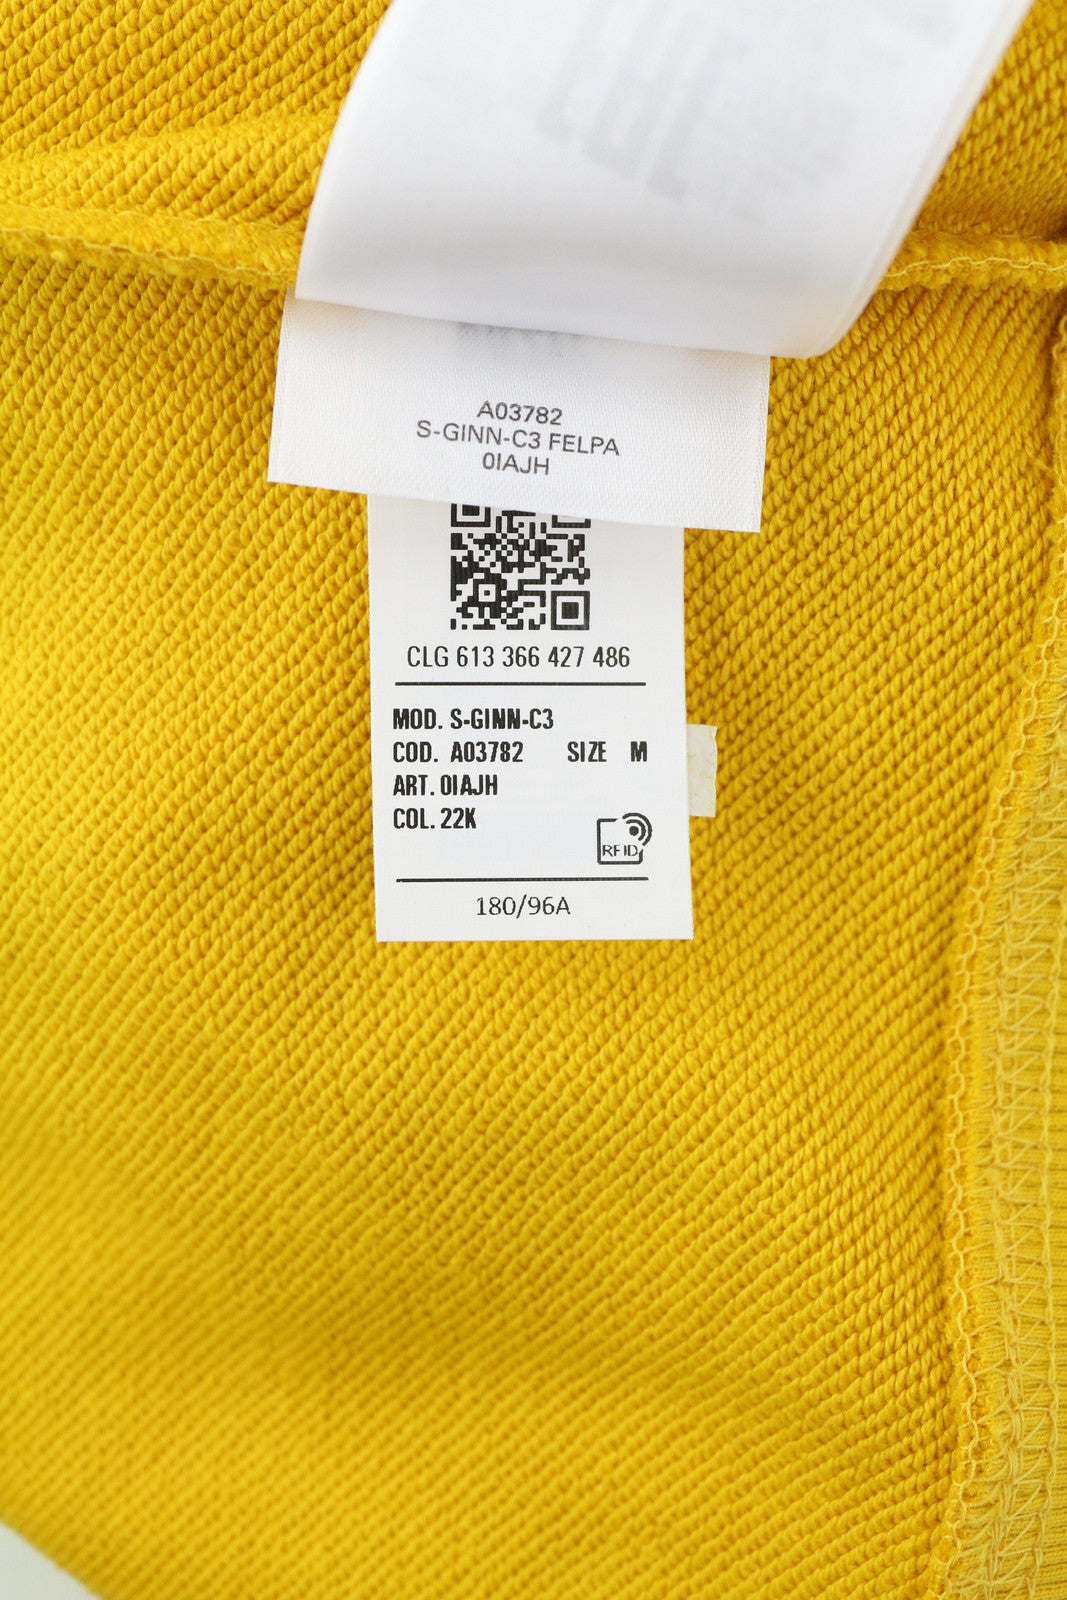 A03782
S-GINN-C3 FELPA
0IAJH
CLG 613 366 427 486
MOD. S-GINN-C3
COD. A03782 SIZE M
ART. 0IAJH
COL. 22K
RFID
180/96A